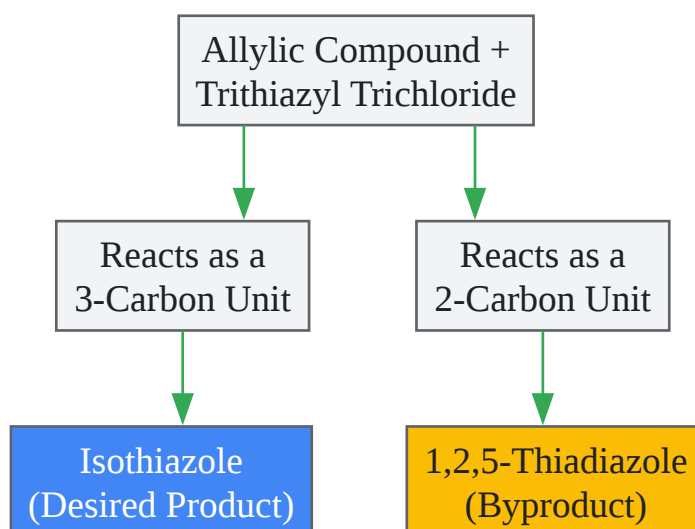 Allylic Compound +
Trithiazyl Trichloride
Reacts as a
3-Carbon Unit
Reacts as a
2-Carbon Unit
Isothiazole
(Desired Product)
1,2,5-Thiadiazole
(Byproduct)